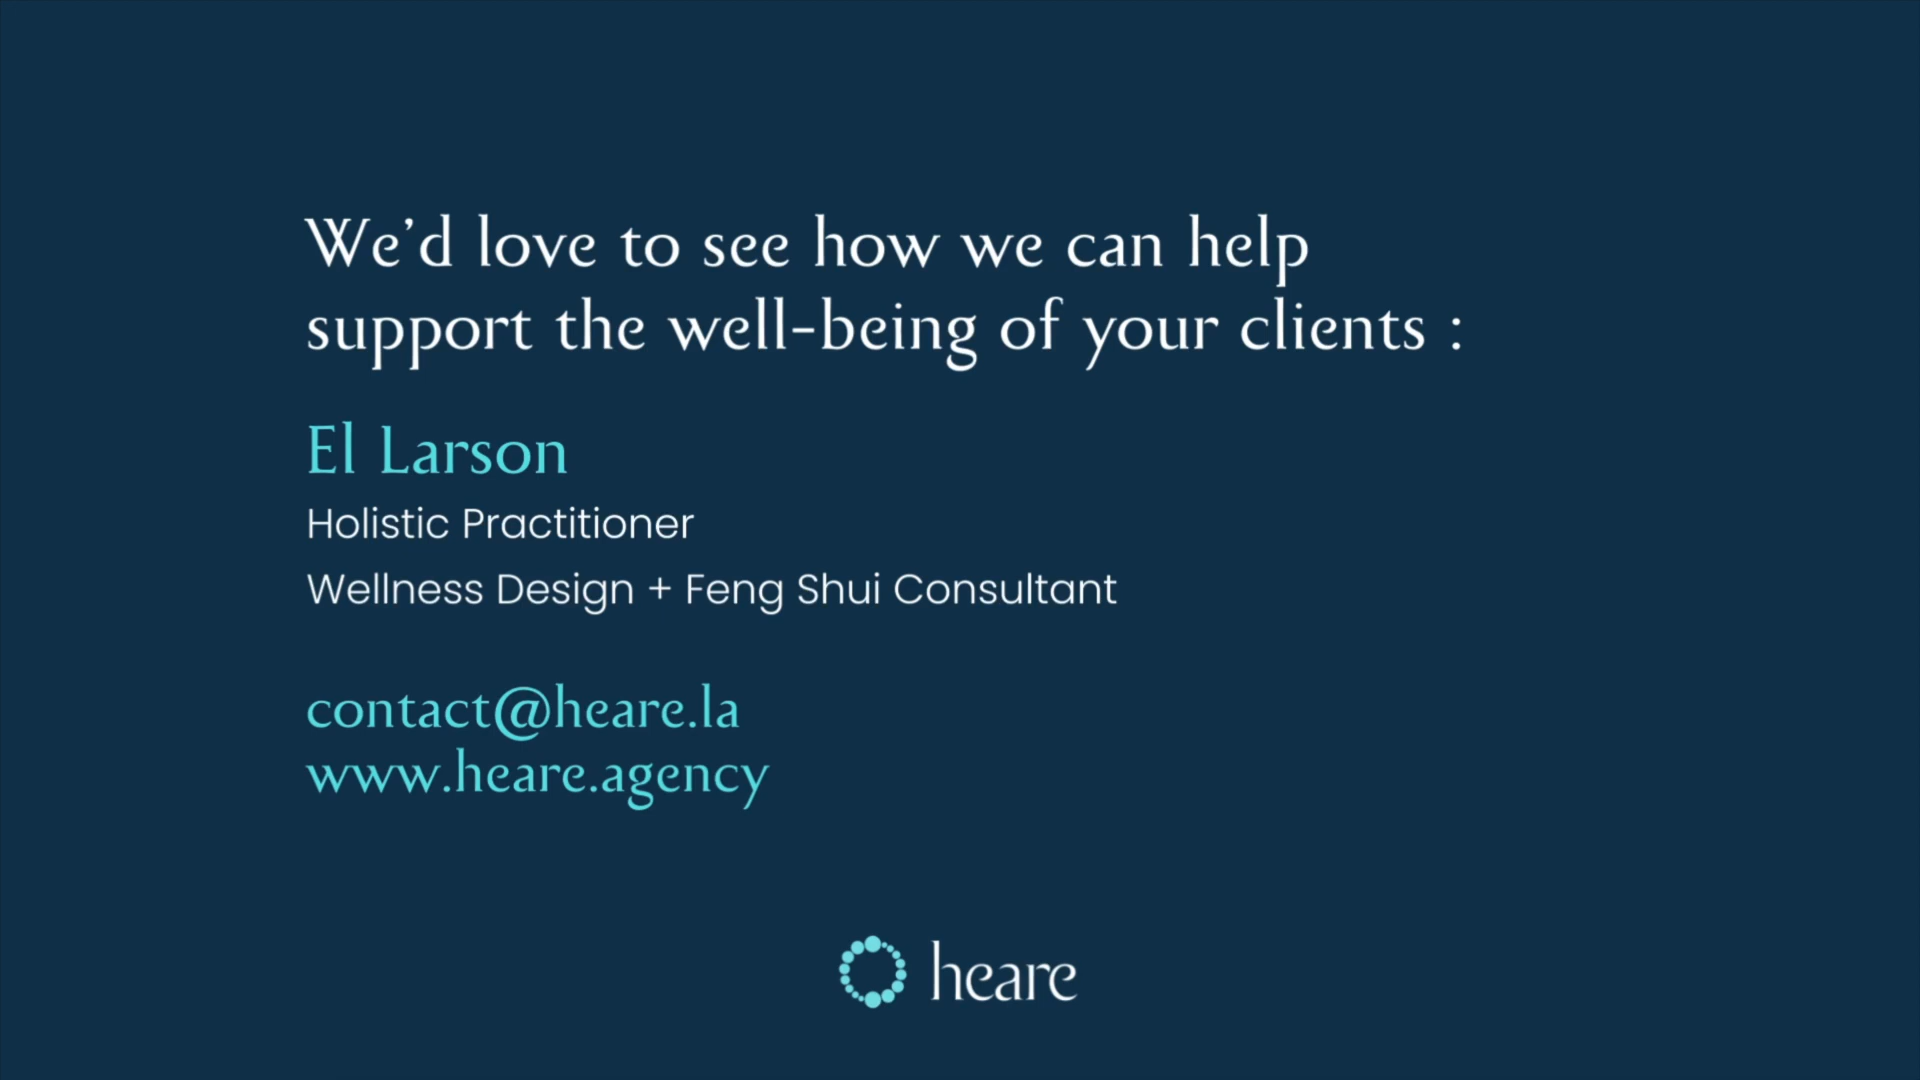 We’d love to see how we can help
support the well-being of your clients :
El Larson
Holistic Practitioner
Wellness Design + Feng Shui Consultant
contact@heare.la
www.heare.agency
heare